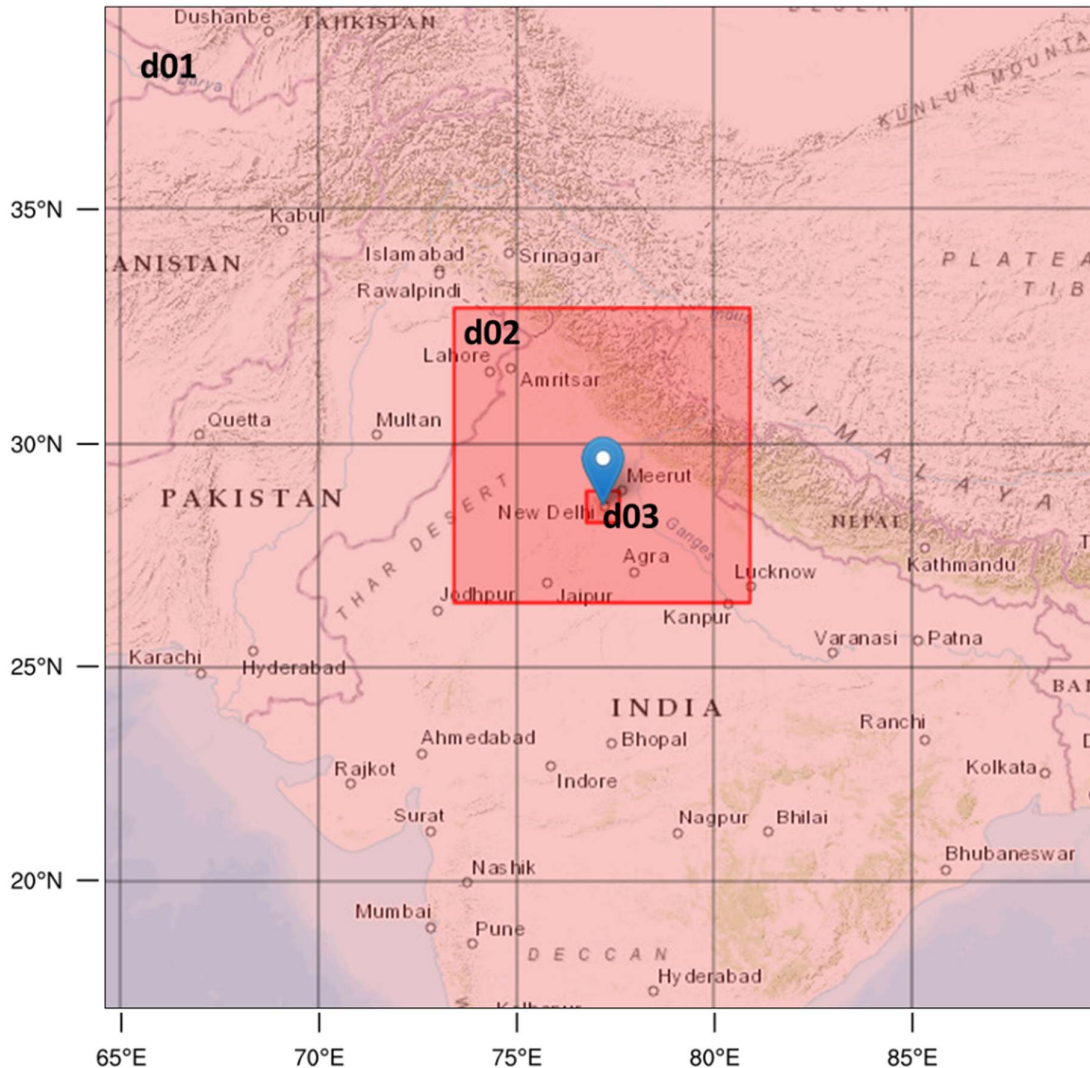 Dushanbe
TAJIKISTAN
d01
Darya
KUNLUN MOUNTA
35°N
Kabul
Islamabad
Srinagar
ANISTAN
PLATEA
TIB
Rawalpindi
d02
Indus
Lahore
Amritsar
HIMALAYA
Quetta
Multan
30°N
Meerut
PAKISTAN
THAR DESERT
New Delhi
d03
Ganges
NEPAL
Agra
Kathmandu
Lucknow
Jodhpur
Jaipur
Kanpur
Varanasi
Patna
Karachi
Hyderabad
25°N
BAN
INDIA
Ranchi
Ahmedabad
Bhopal
Rajkot
Indore
Kolkata
Surat
Nagpur
Bhilai
Nashik
Bhubaneswar
20°N
Mumbai
Pune
DECCAN
Hyderabad
65°E
70°E
75°E
80°E
85°E